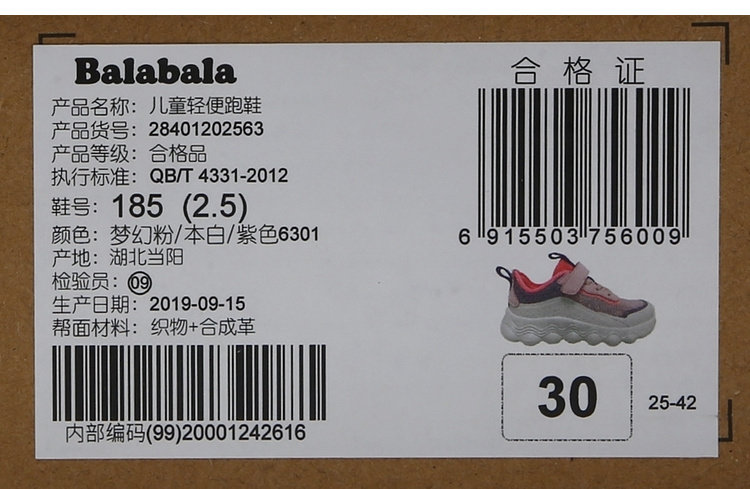 Balabala
合格证
产品名称：儿童轻便跑鞋
产品货号：28401202563
产品等级：合格品
执行标准：QB/T 4331-2012
鞋号：185 (2.5)
颜色：梦幻粉/本白/紫色6301
产地：湖北当阳
检验员：09
生产日期：2019-09-15
帮面材料：织物+合成革
内部编码(99)20001242616
6 915503 756009
30
25-42